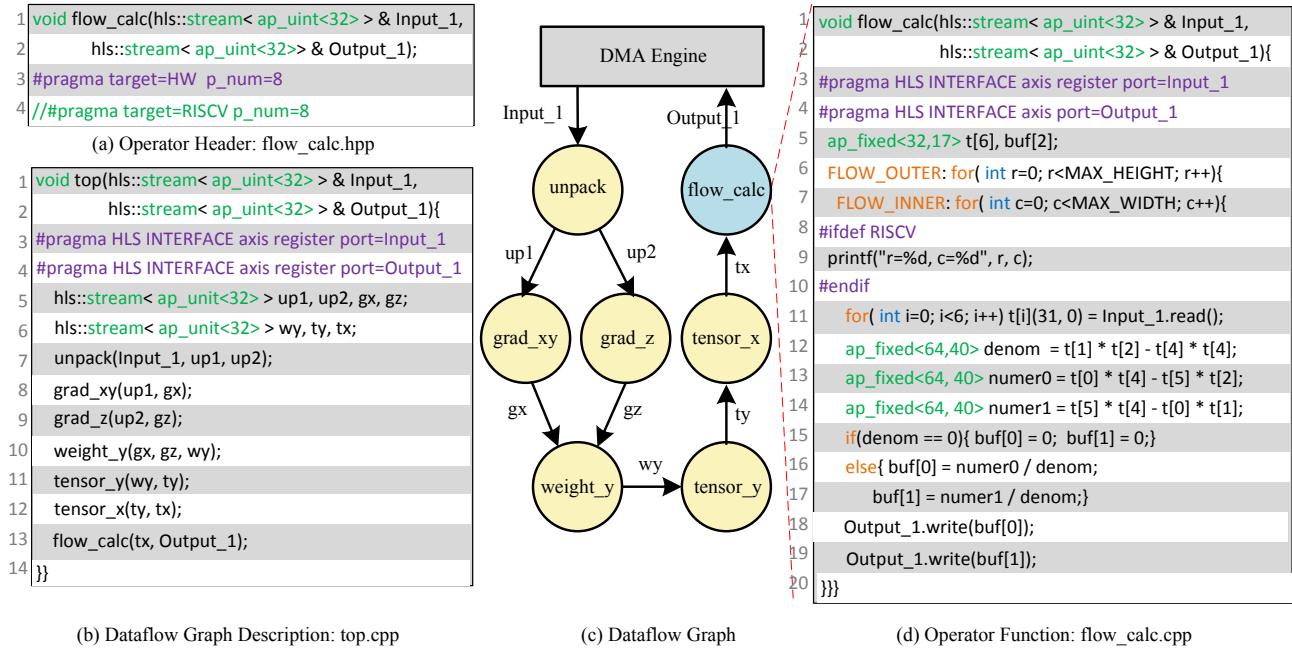 1 void flow_calc(hls::stream< ap_uint<32> > & Input_1,
2 hls::stream< ap_uint<32>> & Output_1);
3 #pragma target=HW p_num=8
4 //#pragma target=RISCV p_num=8
(a) Operator Header: flow_calc.hpp
1 void top(hls::stream< ap_uint<32> > & Input_1,
2 hls::stream< ap_uint<32> > & Output_1){
3 #pragma HLS INTERFACE axis register port=Input_1
4 #pragma HLS INTERFACE axis register port=Output_1
5 hls::stream< ap_unit<32> > up1, up2, gx, gz;
6 hls::stream< ap_unit<32> > wy, ty, tx;
7 unpack(Input_1, up1, up2);
8 grad_xy(up1, gx);
9 grad_z(up2, gz);
10 weight_y(gx, gz, wy);
11 tensor_y(wy, ty);
12 tensor_x(ty, tx);
13 flow_calc(tx, Output_1);
14 }}
(b) Dataflow Graph Description: top.cpp
DMA Engine
Input_1
Output_1
unpack
flow_calc
up1
up2
tx
grad_xy
grad_z
tensor_x
gx
gz
ty
weight_y
wy
tensor_y
(c) Dataflow Graph
1 void flow_calc(hls::stream< ap_uint<32> > & Input_1,
2 hls::stream< ap_uint<32> > & Output_1){
3 #pragma HLS INTERFACE axis register port=Input_1
4 #pragma HLS INTERFACE axis port=Output_1
5 ap_fixed<32,17> t[6], buf[2];
6 FLOW_OUTER: for( int r=0; r<MAX_HEIGHT; r++){
7 FLOW_INNER: for( int c=0; c<MAX_WIDTH; c++){
8 #ifdef RISCV
9 printf("r=%d, c=%d", r, c);
10 #endif
11 for( int i=0; i<6; i++) t[i](31, 0) = Input_1.read();
12 ap_fixed<64,40> denom = t[1] * t[2] - t[4] * t[4];
13 ap_fixed<64, 40> numer0 = t[0] * t[4] - t[5] * t[2];
14 ap_fixed<64, 40> numer1 = t[5] * t[4] - t[0] * t[1];
15 if(denom == 0){ buf[0] = 0; buf[1] = 0;}
16 else{ buf[0] = numer0 / denom;
17 buf[1] = numer1 / denom;}
18 Output_1.write(buf[0]);
19 Output_1.write(buf[1]);
20 }}}
(d) Operator Function: flow_calc.cpp